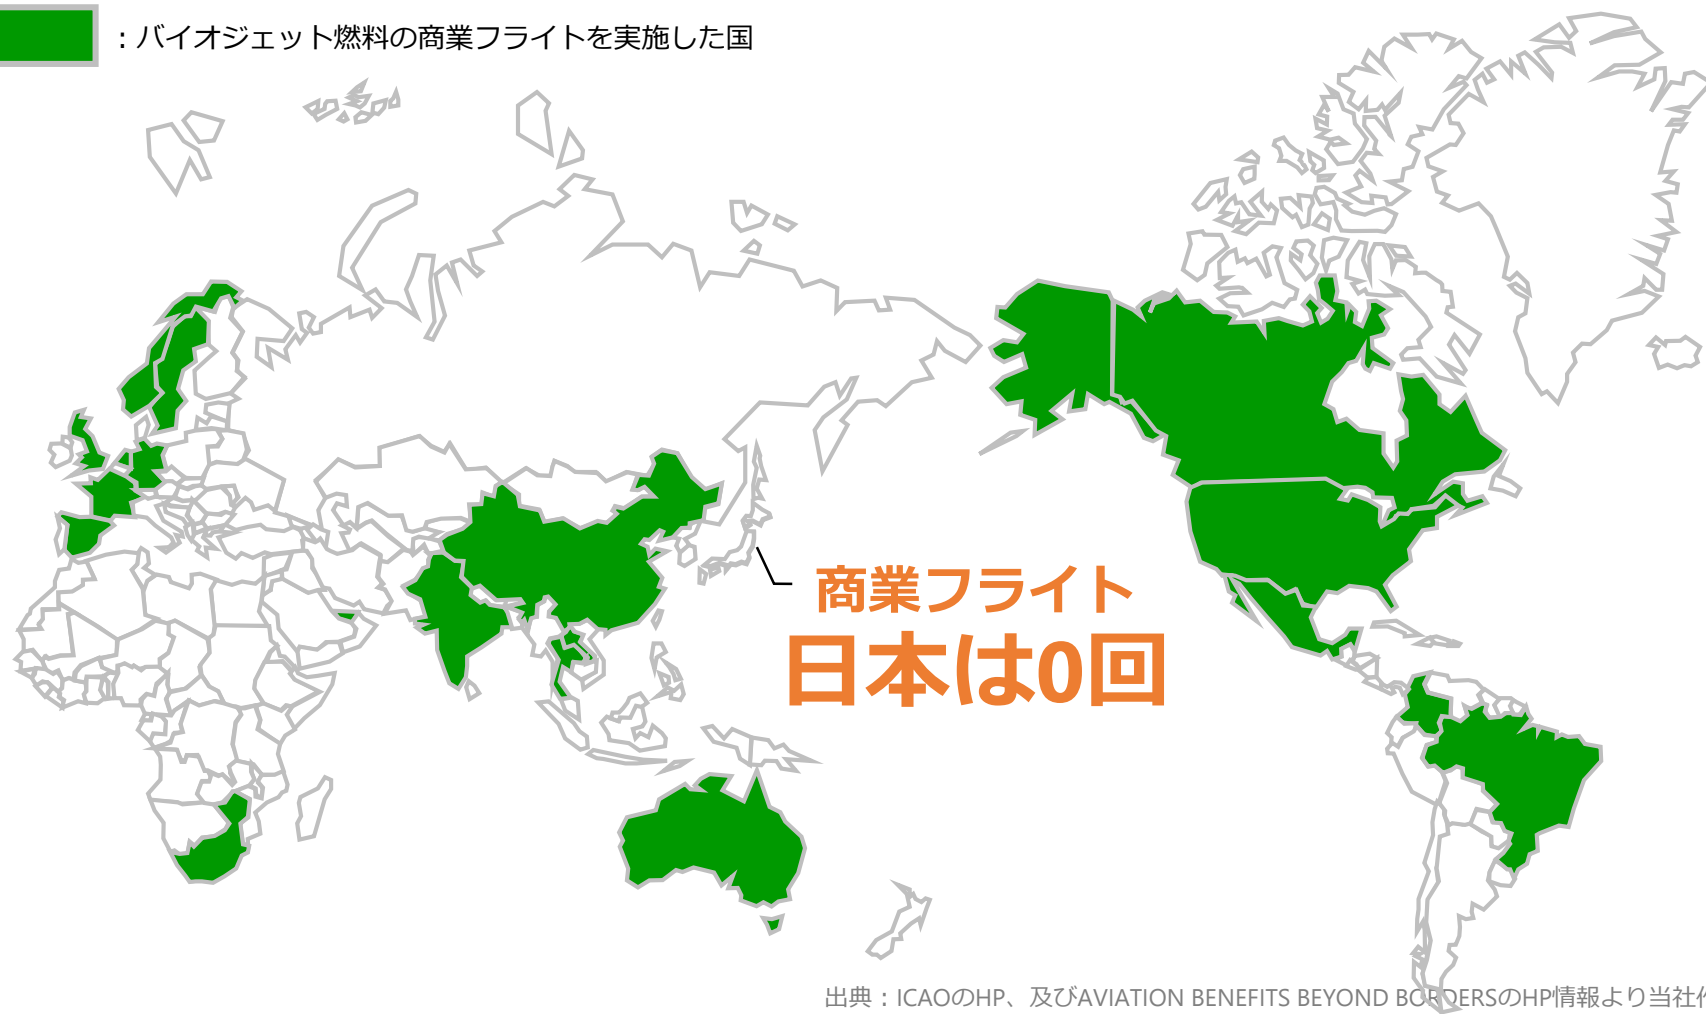 ：バイオジェット燃料の商業フライトを実施した国
商業フライト
日本は0回
出典：ICAOのHP、及びAVIATION BENEFITS BEYOND BORDERSのHP情報より当社作